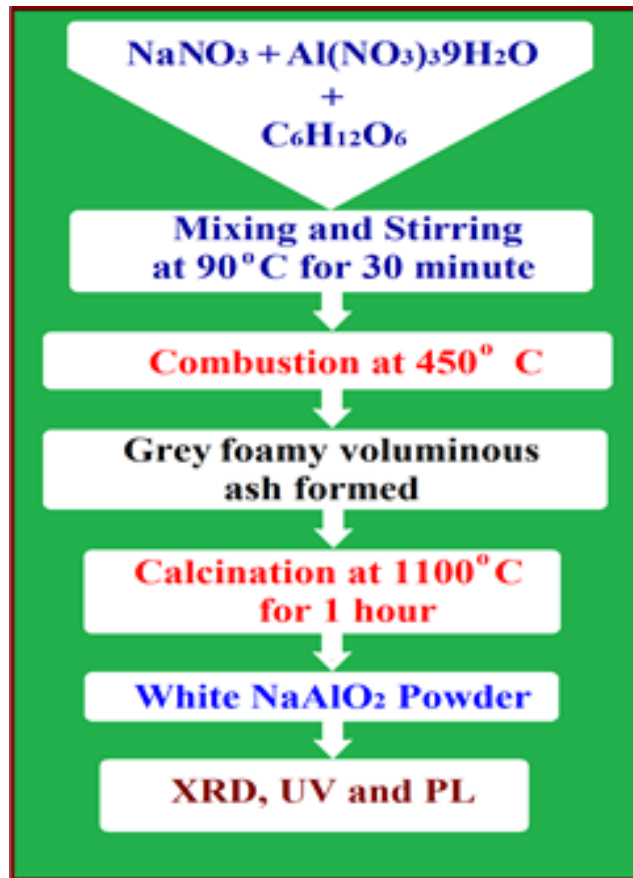 NaNO₃ + Al(NO₃)₃9H₂O
+
C₆H₁₂O₆
Mixing and Stirring
at 90°C for 30 minute
Combustion at 450° C
Grey foamy voluminous
ash formed
Calcination at 1100°C
for 1 hour
White NaAlO₂ Powder
XRD, UV and PL